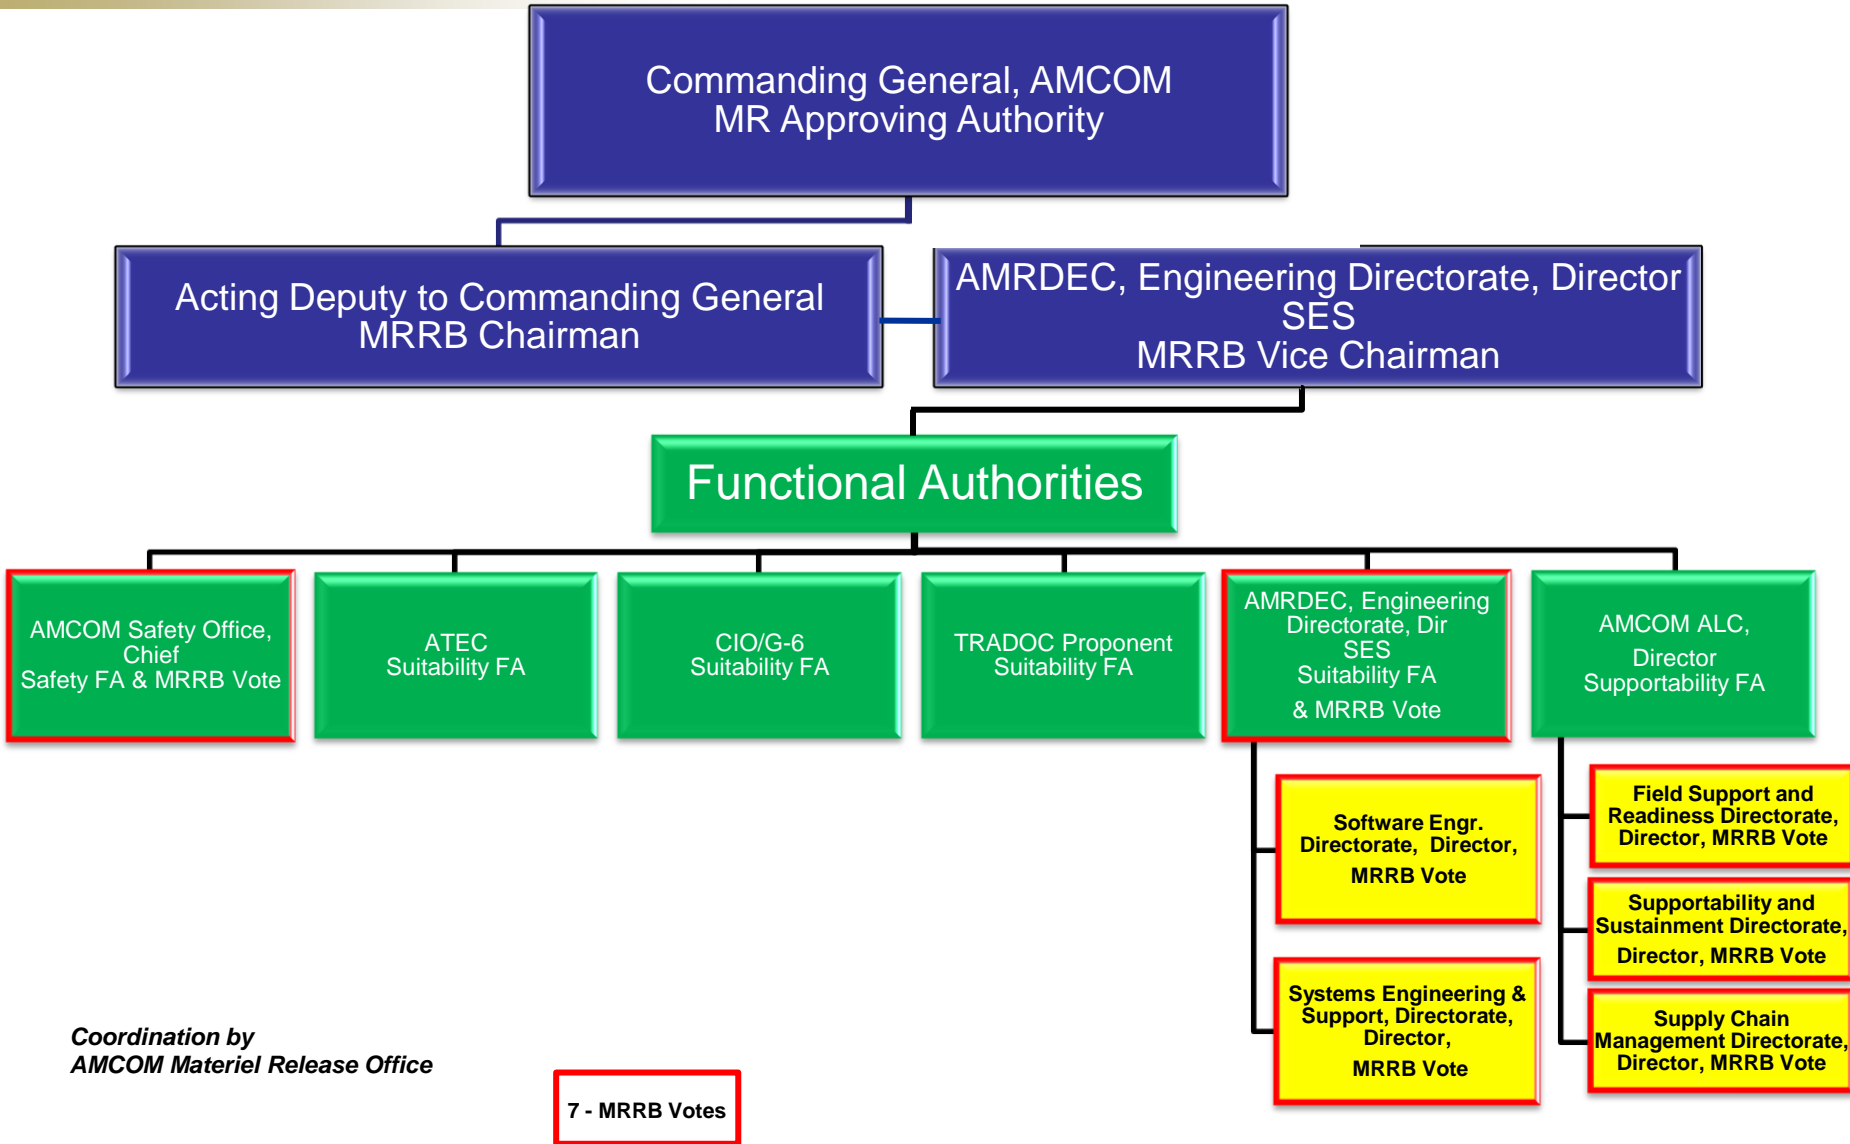 Commanding General, AMCOM
MR Approving Authority
Acting Deputy to Commanding General
MRRB Chairman
AMRDEC, Engineering Directorate, Director
SES
MRRB Vice Chairman
Functional Authorities
AMCOM Safety Office,
Chief
Safety FA & MRRB Vote
ATEC
Suitability FA
CIO/G-6
Suitability FA
TRADOC Proponent
Suitability FA
AMRDEC, Engineering
Directorate, Dir
SES
Suitability FA
& MRRB Vote
AMCOM ALC,
Director
Supportability FA
Software Engr.
Directorate, Director,
MRRB Vote
Systems Engineering &
Support, Directorate,
Director,
MRRB Vote
Field Support and
Readiness Directorate,
Director, MRRB Vote
Supportability and
Sustainment Directorate,
Director, MRRB Vote
Supply Chain
Management Directorate,
Director, MRRB Vote
Coordination by
AMCOM Materiel Release Office
7 - MRRB Votes